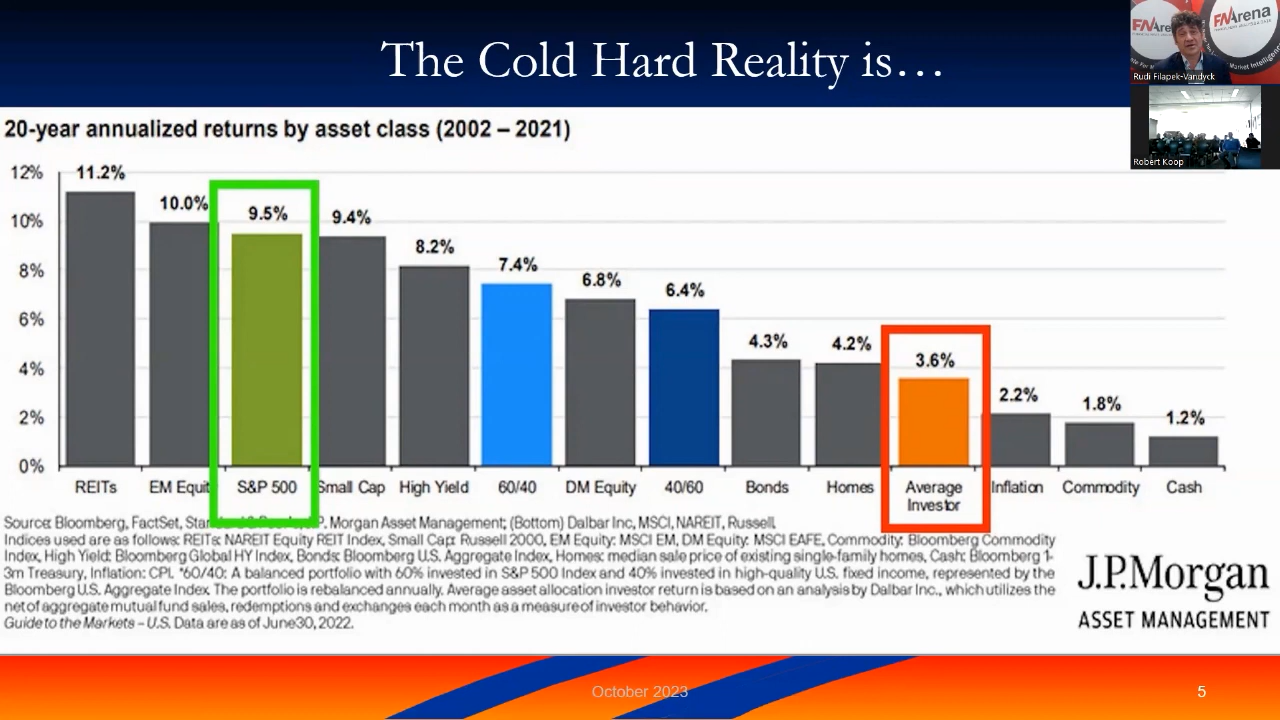 The Cold Hard Reality is…
FNArena
FNArena
Market Intelligence
Rudi Filapek-Vandyck
Robert Koop
20-year annualized returns by asset class (2002 – 2021)
12%
10%
8%
6%
4%
2%
0%
11.2%
10.0%
9.5%
9.4%
8.2%
7.4%
6.8%
6.4%
4.3%
4.2%
3.6%
2.2%
1.8%
1.2%
REITs
EM Equit
S&P 500
Small Cap
High Yield
60/40
DM Equity
40/60
Bonds
Homes
Average
Investor
Inflation
Commodity
Cash
Source: Bloomberg, FactSet, Morgan Asset Management; (Bottom) Dalbar Inc, MSCI, NAREIT, Russell.
Indices used are as follows: REITs: NAREIT Equity REIT Index, Small Cap: Russell 2000, EM Equity: MSCI EM, DM Equity: MSCI EAFE, Commodity: Bloomberg Commodity
Index, High Yield: Bloomberg Global HY Index, Bonds: Bloomberg U.S. Aggregate Index, Homes: median sale price of existing single-family homes, Cash: Bloomberg 1-
3m Treasury, Inflation: CPI. *60/40: A balanced portfolio with 60% invested in S&P 500 Index and 40% invested in high-quality U.S. fixed income, represented by the
Bloomberg U.S. Aggregate Index. The portfolio is rebalanced annually. Average asset allocation investor return is based on an analysis by Dalbar Inc., which utilizes the
net of aggregate mutual fund sales, redemptions and exchanges each month as a measure of investor behavior.
Guide to the Markets – U.S. Data are as of June 30, 2022.
J.P.Morgan
ASSET MANAGEMENT
October 2023
5